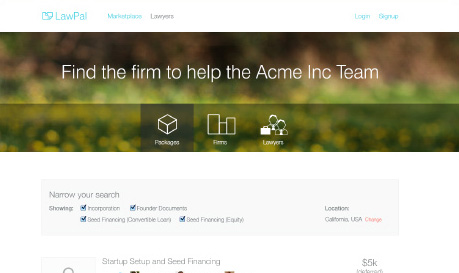 LawPal Marketplace Lawyers Login Signup
Find the firm to help the Acme Inc Team
Packages Firms Lawyers
Narrow your search
Showing: Incorporation Founder Documents Location:
Seed Financing (Convertible Loan) Seed Financing (Equity) California, USA Change
Startup Setup and Seed Financing $5k
(deferred)